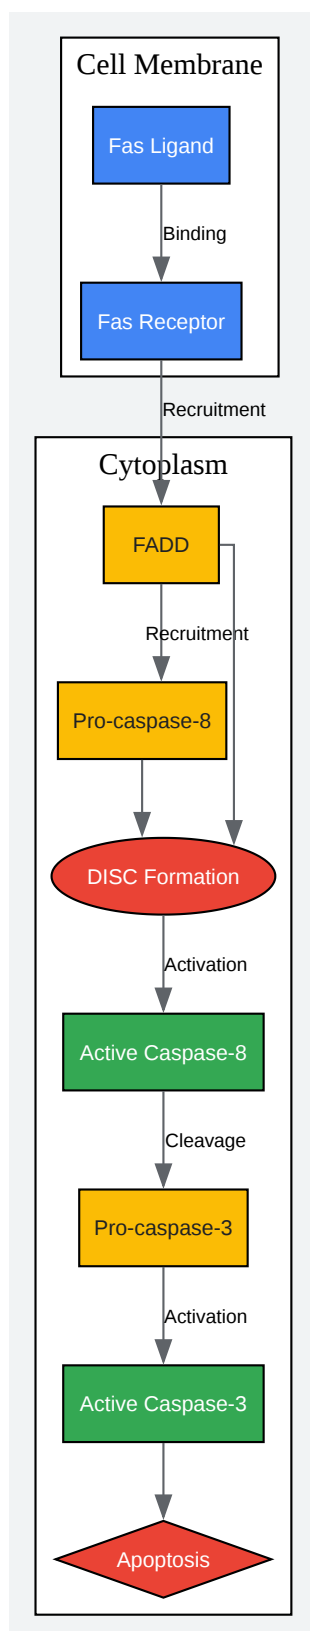 Cell Membrane
Fas Ligand
Binding
Fas Receptor
Recruitment
Cytoplasm
FADD
Recruitment
Pro-caspase-8
DISC Formation
Activation
Active Caspase-8
Cleavage
Pro-caspase-3
Activation
Active Caspase-3
Apoptosis